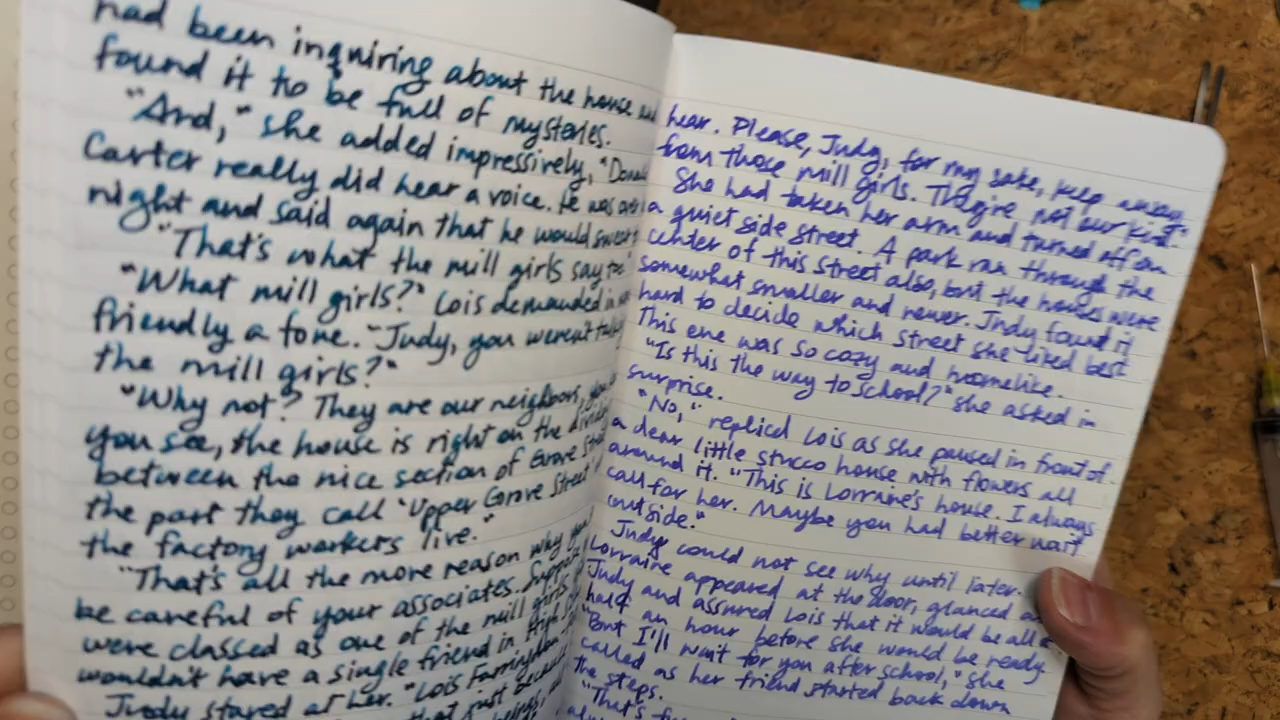 had been inquiring about the house and
found it to be full of mysteries.
"And," she added impressively, "Donald
Carter really did hear a voice. He was over
night and said again that he would swear
"That's what the mill girls say too"
"What mill girls?" Lois demanded in
friendly a tone. "Judy, you weren't
the mill girls?"
"Why not? They are our neighbors,
you see, the house is right on the
between the nice section of Grove
the part they call 'Upper Grove Street'
the factory workers live."
"That's all the more reason why
be careful of your associates.
were classed as one of the mill girls
wouldn't have a single friend in High
Judy stared at her. "Lois Farringdon
that just because
hear. Please, Judy, for my sake, keep away
from those mill girls. They're not our kind."
She had taken her arm and turned off on
a quiet side street. A park ran through the
center of this street also, but the houses were
somewhat smaller and newer. Judy found it
hard to decide which street she liked best
This one was so cozy and homelike.
"Is this the way to school?" she asked in
surprise.
"No," replied Lois as she paused in front of
a dear little stucco house with flowers all
around it. "This is Lorraine's house. I always
call for her. Maybe you had better wait
outside."
Judy could not see why until later.
Lorraine appeared at the door, glanced at
Judy and assured Lois that it would be all of
half an hour before she would be ready
"But I'll wait for you after school," she
called as her friend started back down
the steps.
"That's